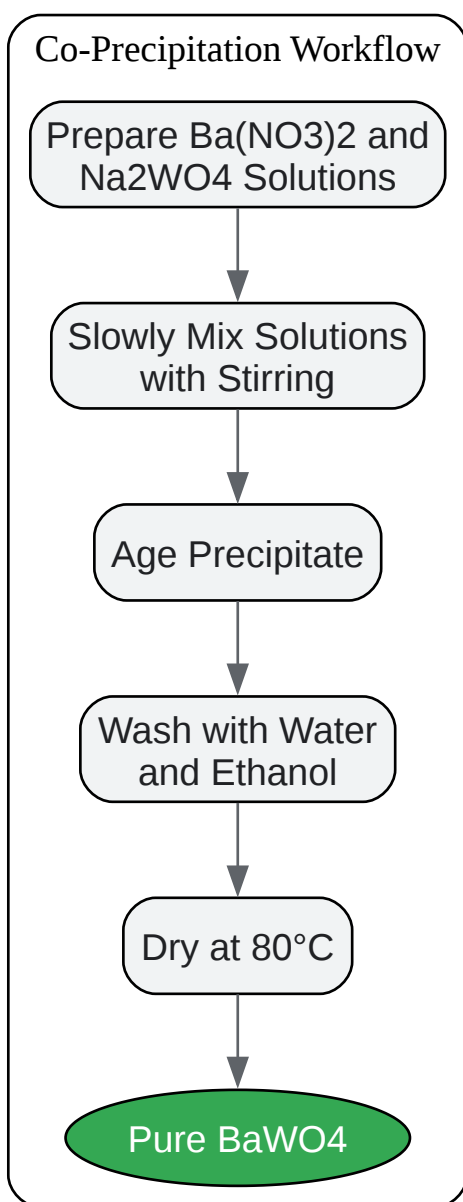 Co-Precipitation Workflow
Prepare Ba(NO3)2 and
Na2WO4 Solutions
Slowly Mix Solutions
with Stirring
Age Precipitate
Wash with Water
and Ethanol
Dry at 80°C
Pure BaWO4